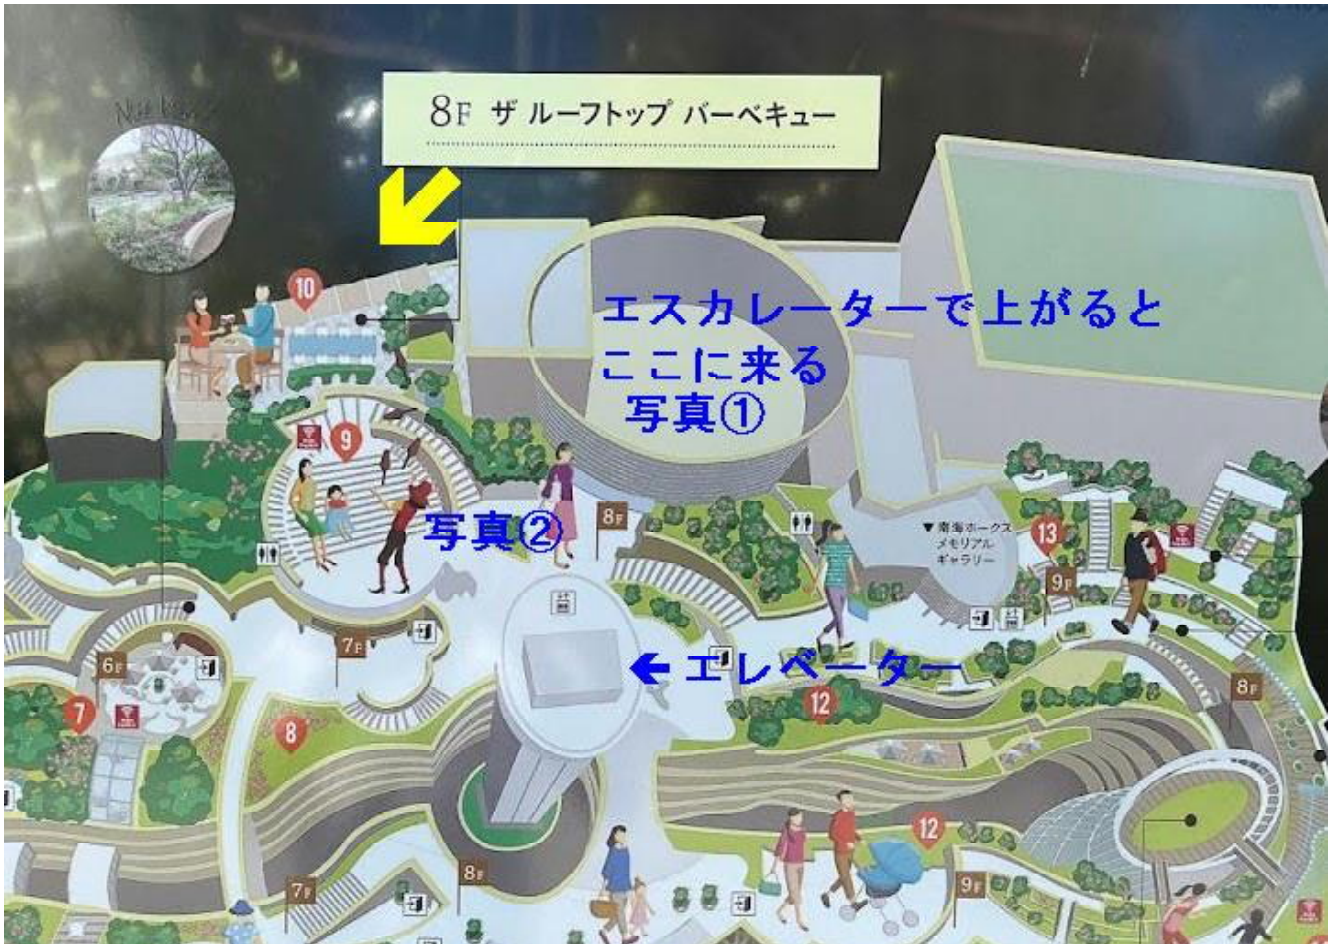 8F ザ ルーフトップ バーベキュー
10
エスカレーターで上がると
ここに来る
写真①
9
写真②
8F
▼南海ホークス
メモリアル
ギャラリー
13
9F
7F
6F
←エレベーター
8F
7
8
12
12
8F
7F
9F